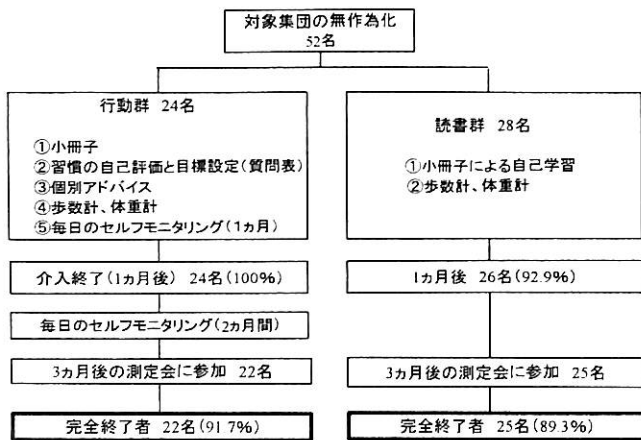 対象集団の無作為化
52名
行動群 24名
①小冊子
②習慣の自己評価と目標設定(質問表)
③個別アドバイス
④歩数計、体重計
⑤毎日のセルフモニタリング(1ヵ月)
読書群 28名
①小冊子による自己学習
②歩数計、体重計
介入終了(1ヵ月後) 24名(100%)
1ヵ月後 26名(92.9%)
毎日のセルフモニタリング(2ヵ月間)
3ヵ月後の測定会に参加 22名
3ヵ月後の測定会に参加 25名
完全終了者 22名(91.7%)
完全終了者 25名(89.3%)